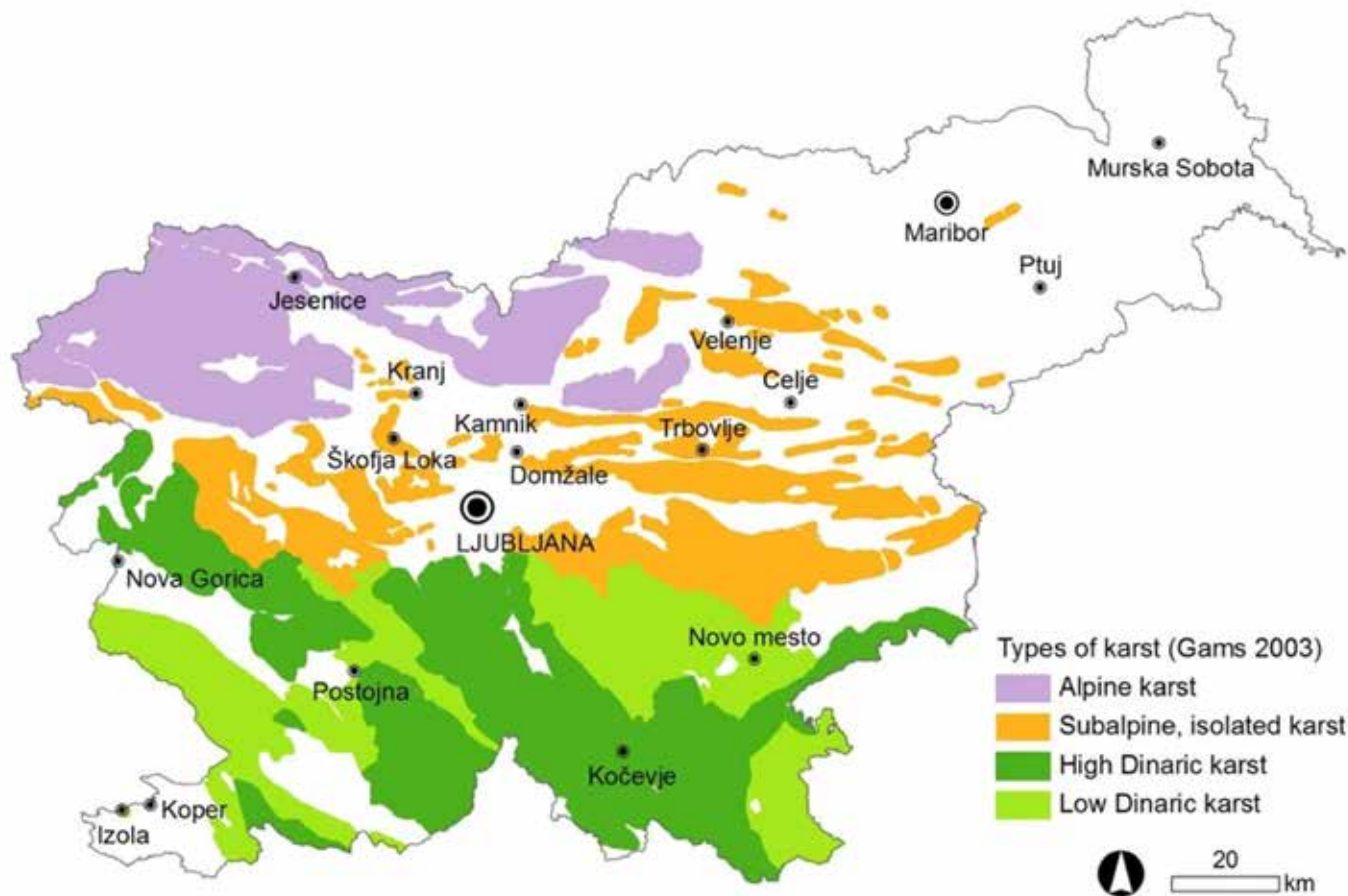 Murska Sobota
Maribor
Ptuj
Jesenice
Velenje
Kranj
Celje
Kamnik
Trbovlje
Škofja Loka
Domžale
LJUBLJANA
Nova Gorica
Novo mesto
Postojna
Kočevje
Koper
Izola
Types of karst (Gams 2003)
Alpine karst
Subalpine, isolated karst
High Dinaric karst
Low Dinaric karst
20
km